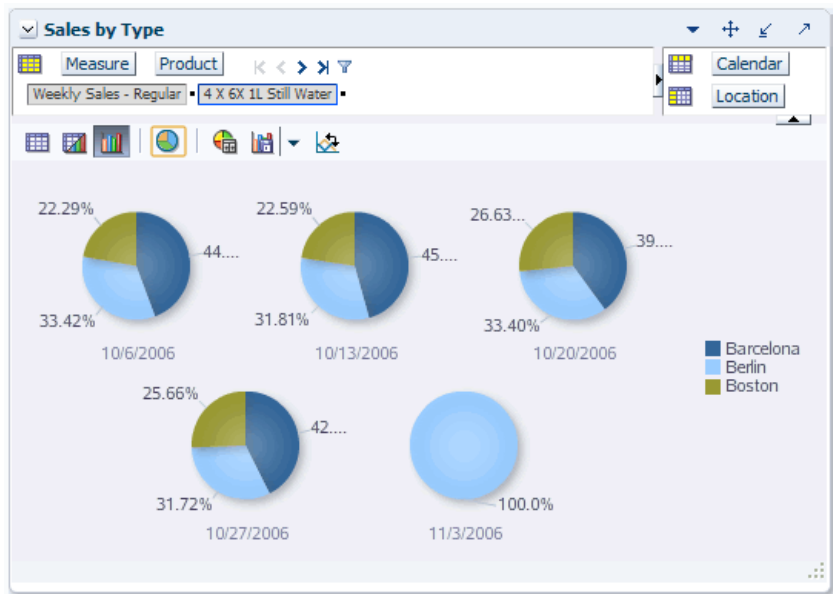 Sales by Type
Measure Product
Weekly Sales - Regular 4 X 6X 1L Still Water
Calendar
Location
22.29%
44....
33.42%
10/6/2006
22.59%
45....
31.81%
10/13/2006
26.63...
39....
33.40%
10/20/2006
Barcelona
Berlin
Boston
25.66%
42....
31.72%
10/27/2006
100.0%
11/3/2006